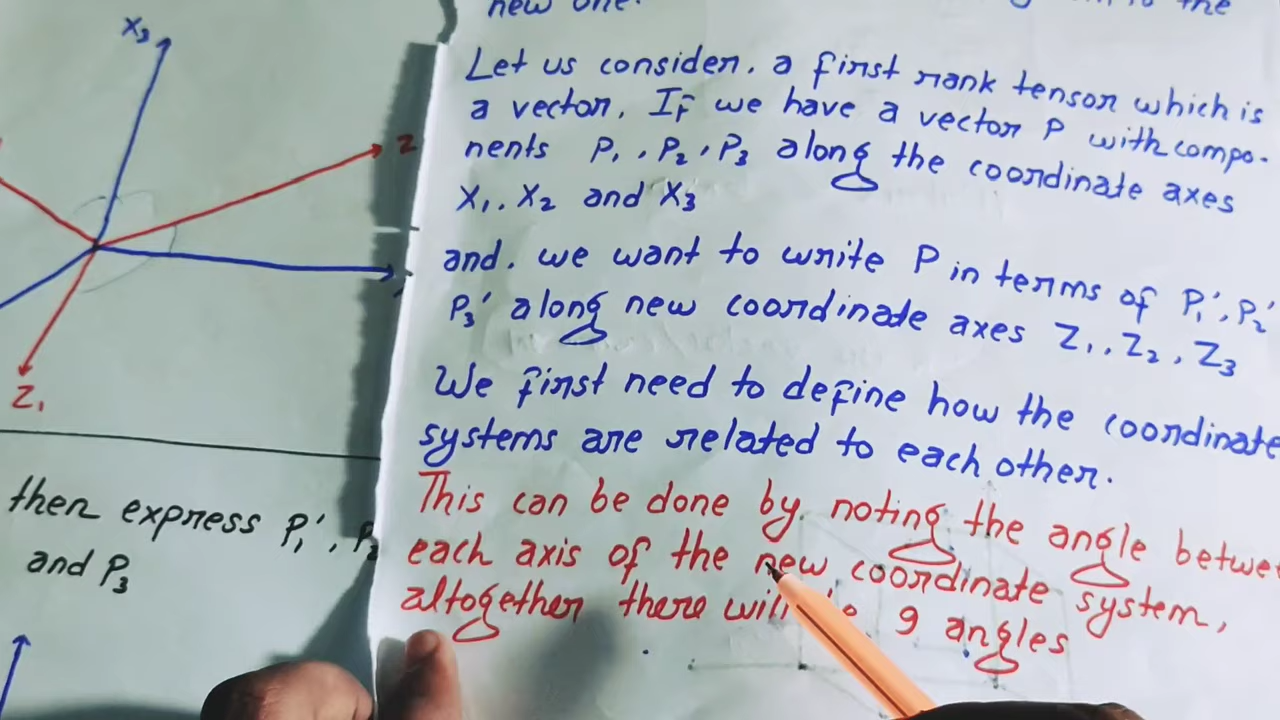 new one.
the
Let us consider. a first rank tensor which is
a vector. If we have a vector P with compo-
nents P₁, P₂, P₃ along the coordinate axes
X₁, X₂ and X₃
and. we want to write P in terms of P₁', P₂'
P₃' along new coordinate axes Z₁, Z₂, Z₃
We first need to define how the coordinate
systems are related to each other.
This can be done by noting the angle betwe
each axis of the new coordinate system,
altogether there will 9 angles
X₃
Z
Z₁
then express P₁', P₂
and P₃